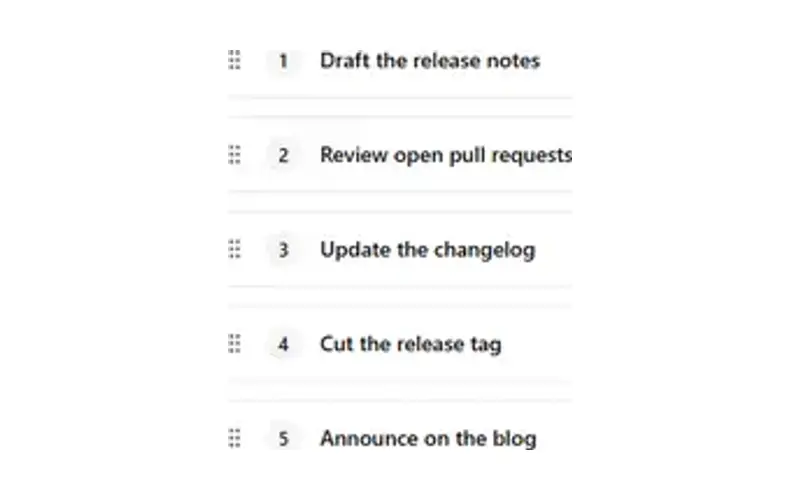 1 Draft the release notes
2 Review open pull requests
3 Update the changelog
4 Cut the release tag
5 Announce on the blog